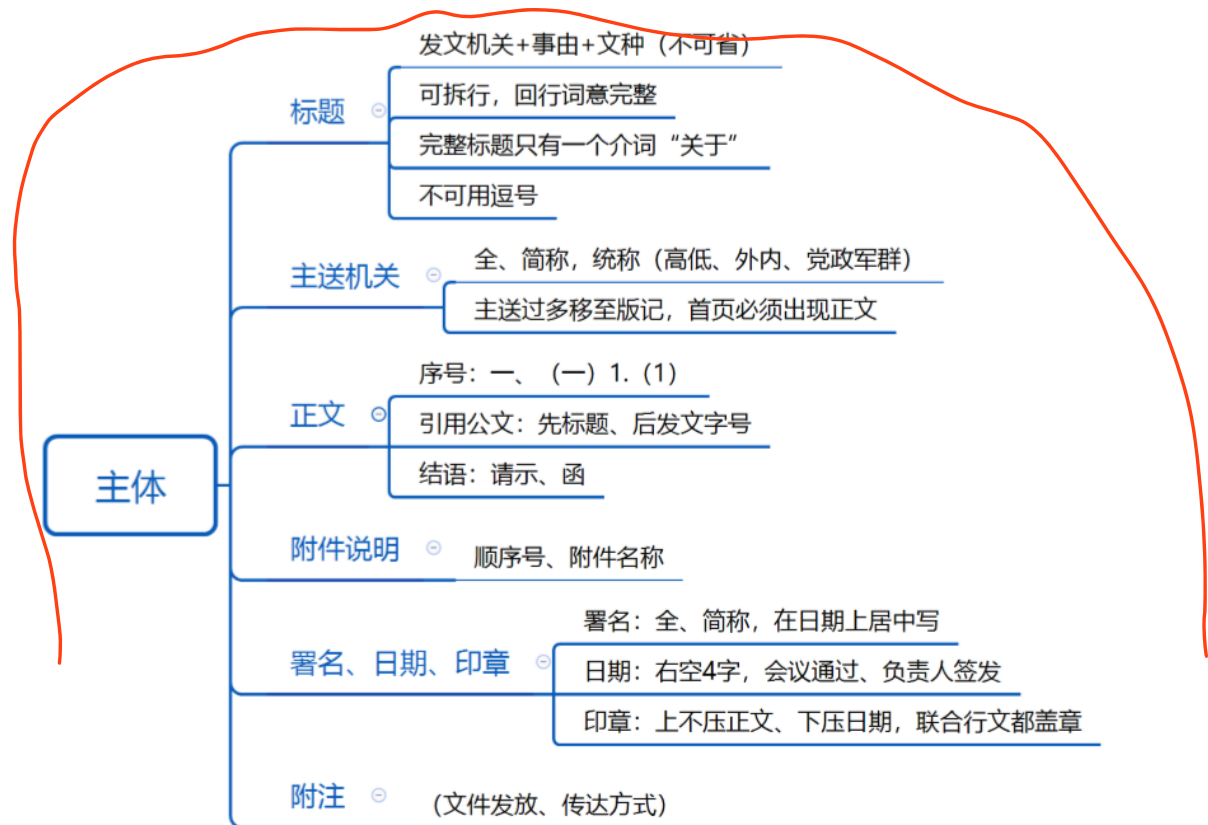 主体
标题
发文机关+事由+文种（不可省）
可拆行，回行词意完整
完整标题只有一个介词“关于”
不可用逗号
主送机关
全、简称，统称（高低、外内、党政军群）
主送过多移至版记，首页必须出现正文
正文
序号：一、（一）1.（1）
引用公文：先标题、后发文字号
结语：请示、函
附件说明
顺序号、附件名称
署名、日期、印章
署名：全、简称，在日期上居中写
日期：右空4字，会议通过、负责人签发
印章：上不压正文、下压日期，联合行文都盖章
附注
（文件发放、传达方式）